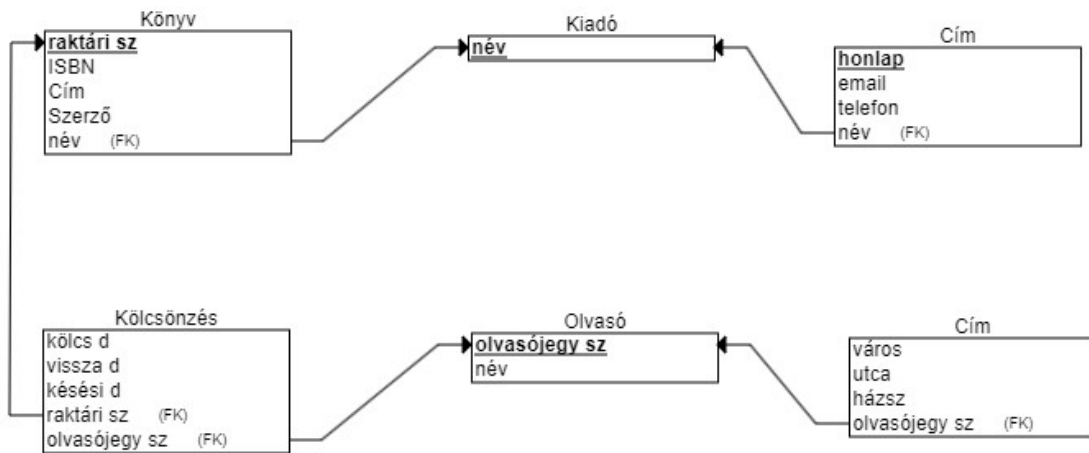 Könyv
raktári sz
ISBN
Cím
Szerző
név (FK)
Kiadó
név
Cím
honlap
email
telefon
név (FK)
Kölcsönzés
kölcs d
vissza d
késési d
raktári sz (FK)
olvasójegy sz (FK)
Olvasó
olvasójegy sz
név
Cím
város
utca
házsz
olvasójegy sz (FK)